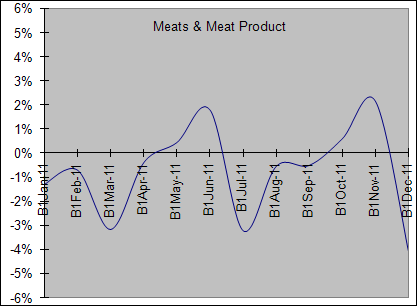 Meats & Meat Product
6%
5%
4%
3%
2%
1%
0%
-1%
-2%
-3%
-4%
-5%
-6%
B1Jan-11
B1Feb-11
B1Mar-11
B1Apr-11
B1May-11
B1Jun-11
B1Jul-11
B1Aug-11
B1Sep-11
B1Oct-11
B1Nov-11
B1Dec-11